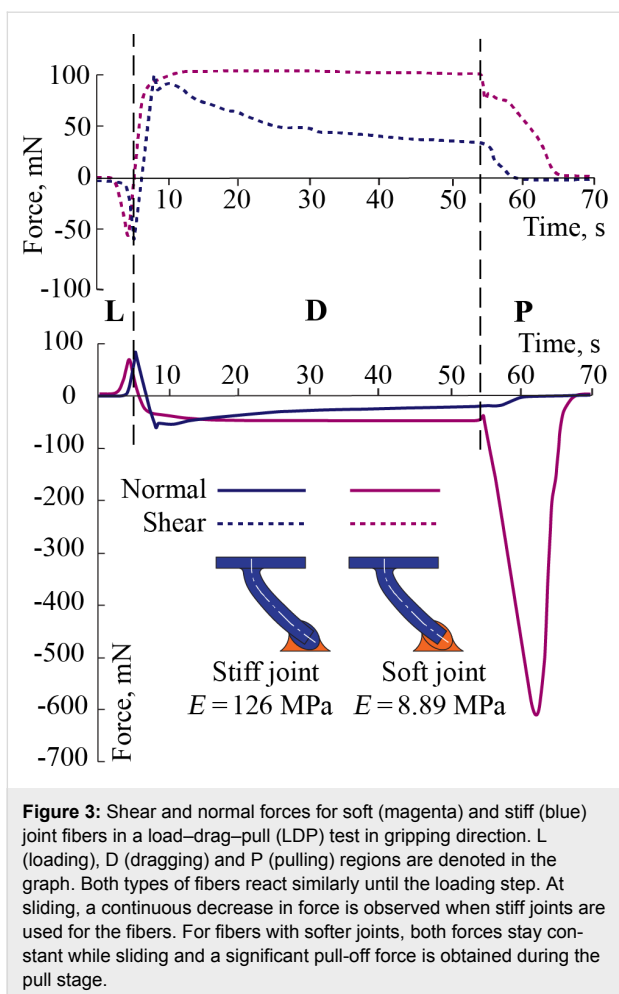 100
50
0
-50
-100
Force, mN
10 20 30 40 50 60 70
Time, s
L D P
Time, s
100
0
-100
-200
-300
-400
-500
-600
-700
Force, mN
10 20 30 40 50 60 70
Normal
Shear
Stiff joint Soft joint
E = 126 MPa E = 8.89 MPa
Figure 3: Shear and normal forces for soft (magenta) and stiff (blue)
joint fibers in a load–drag–pull (LDP) test in gripping direction. L
(loading), D (dragging) and P (pulling) regions are denoted in the
graph. Both types of fibers react similarly until the loading step. At
sliding, a continuous decrease in force is observed when stiff joints are
used for the fibers. For fibers with softer joints, both forces stay con-
stant while sliding and a significant pull-off force is obtained during the
pull stage.